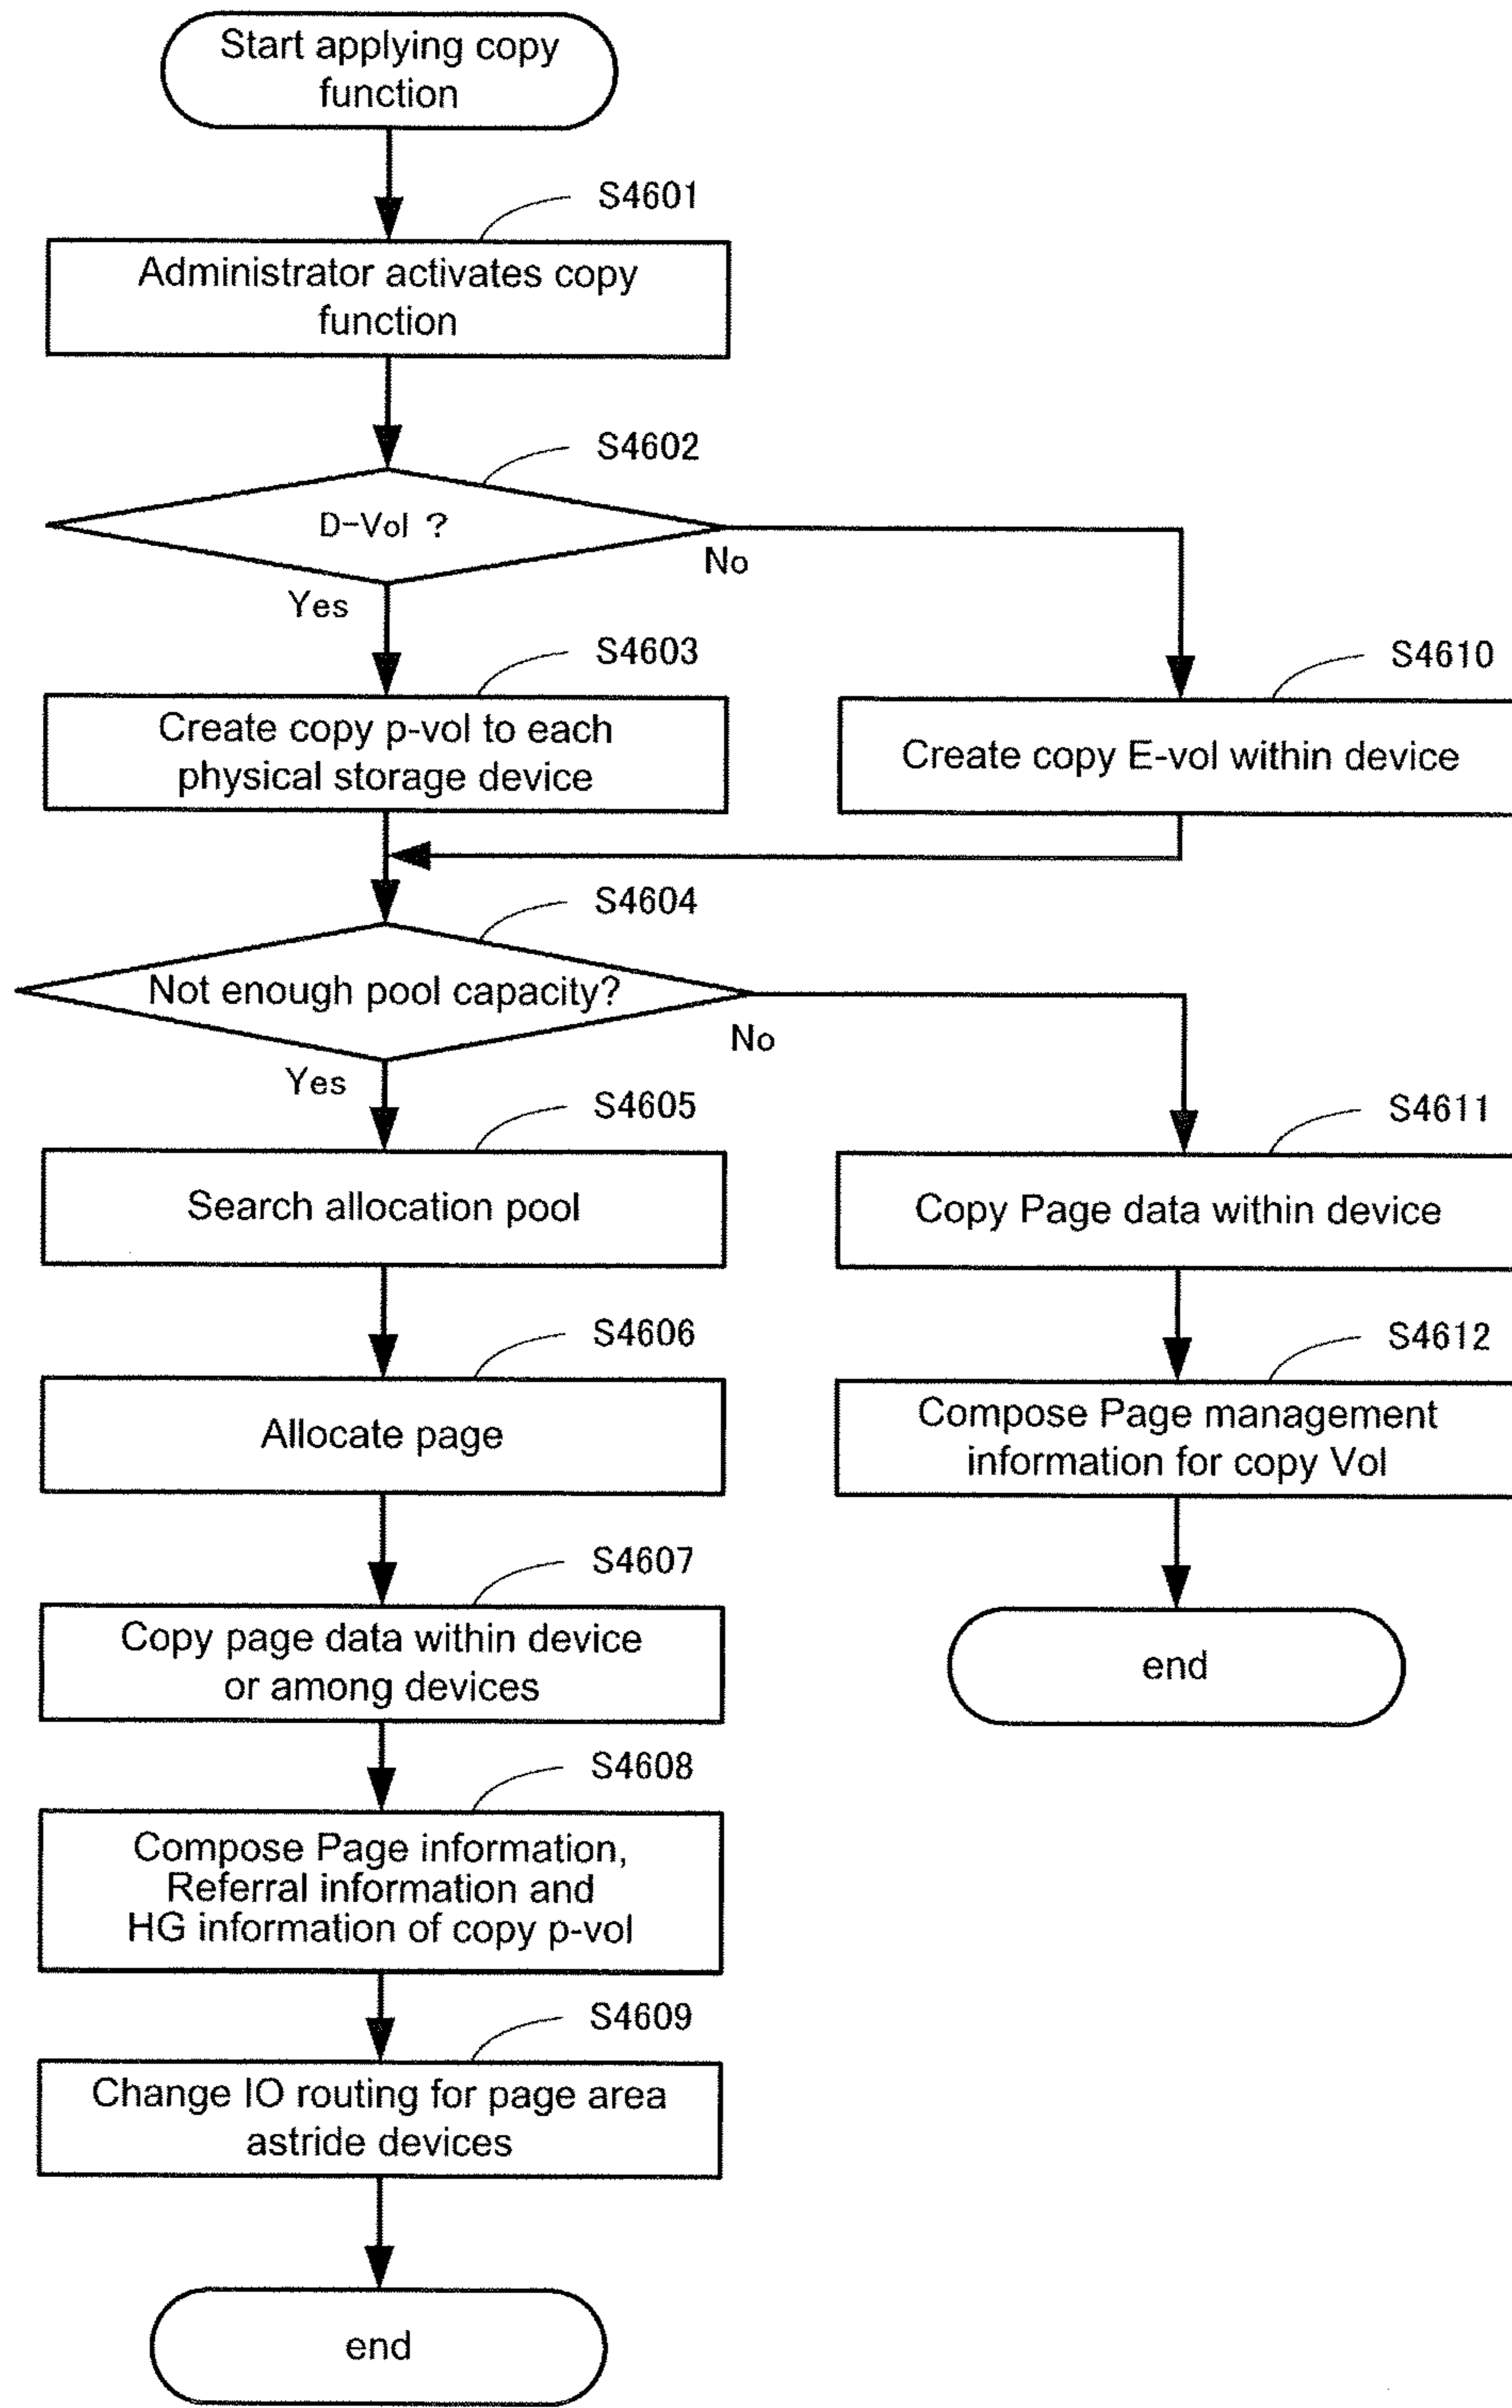 Start applying copy
function
S4601
Administrator activates copy
function
S4602
D-Vol ?
No
Yes
S4603
Create copy p-vol to each
physical storage device
S4610
Create copy E-vol within device
S4604
Not enough pool capacity?
No
Yes
S4605
Search allocation pool
S4606
Allocate page
S4607
Copy page data within device
or among devices
S4608
Compose Page information,
Referral information and
HG information of copy p-vol
S4609
Change IO routing for page area
astride devices
end
S4611
Copy Page data within device
S4612
Compose Page management
information for copy Vol
end